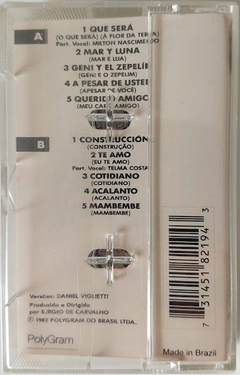 A
1 QUE SERÁ
(O QUE SERÁ) (À FLOR DA TERRA)
Part. Vocal: MILTON NASCIMENTO
2 MAR Y LUNA
(MAR E LUA)
3 GENI Y EL ZEPELÍN
(GENI E O ZEPELIM)
4 A PESAR DE USTED
(APESAR DE VOCÊ)
5 QUERIDO AMIGO
(MEU CARO AMIGO)
B
1 CONSTRUCCIÓN
(CONSTRUÇÃO)
2 TE AMO
(EU TE AMO)
Part. Vocal: TELMA COSTA
3 COTIDIANO
(COTIDIANO)
4 ACALANTO
(ACALANTO)
5 MAMBEMBE
(MAMBEMBE)
Versões: DANIEL VIGLIETTI
Produzido e Dirigido
por SÉRGIO DE CARVALHO
℗ 1982 POLYGRAM DO BRASIL LTDA.
PolyGram
7 31451 82194 3
Made in Brazil